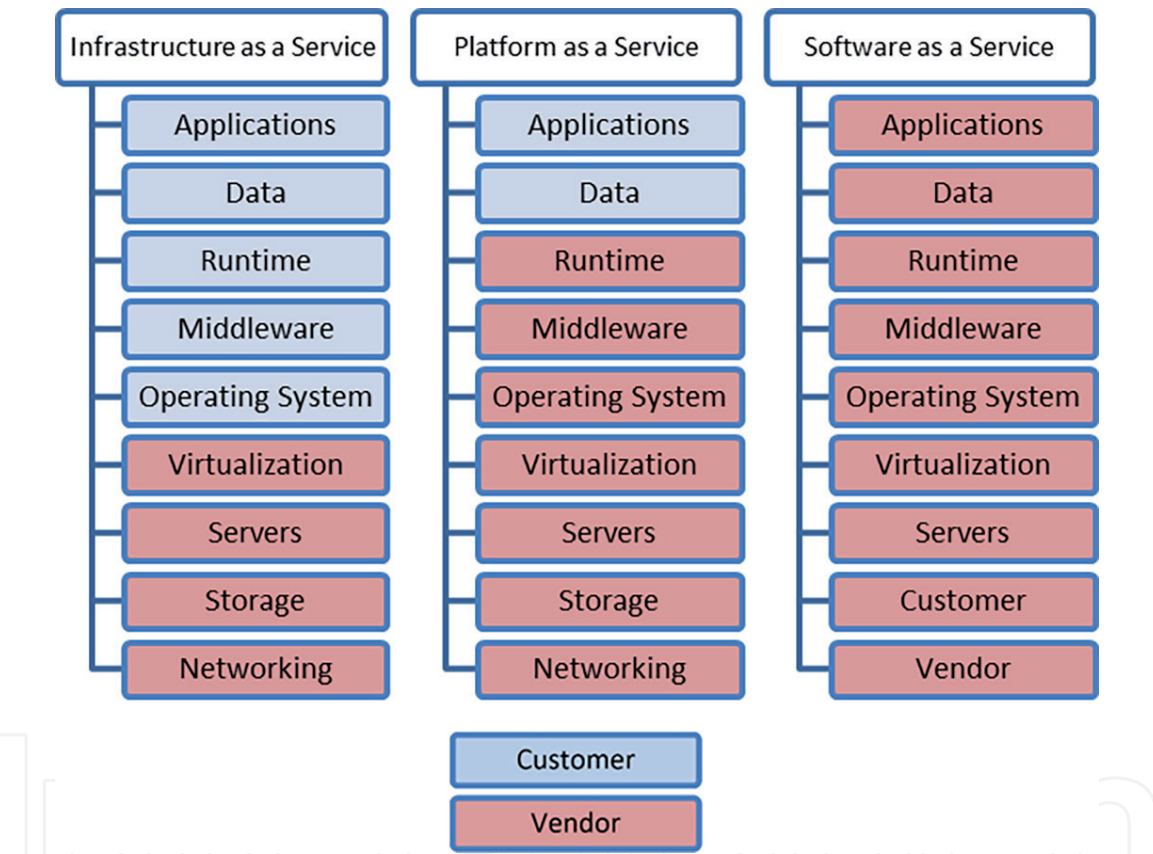 Infrastructure as a Service
Applications
Data
Runtime
Middleware
Operating System
Virtualization
Servers
Storage
Networking
Platform as a Service
Applications
Data
Runtime
Middleware
Operating System
Virtualization
Servers
Storage
Networking
Software as a Service
Applications
Data
Runtime
Middleware
Operating System
Virtualization
Servers
Customer
Vendor
Customer
Vendor